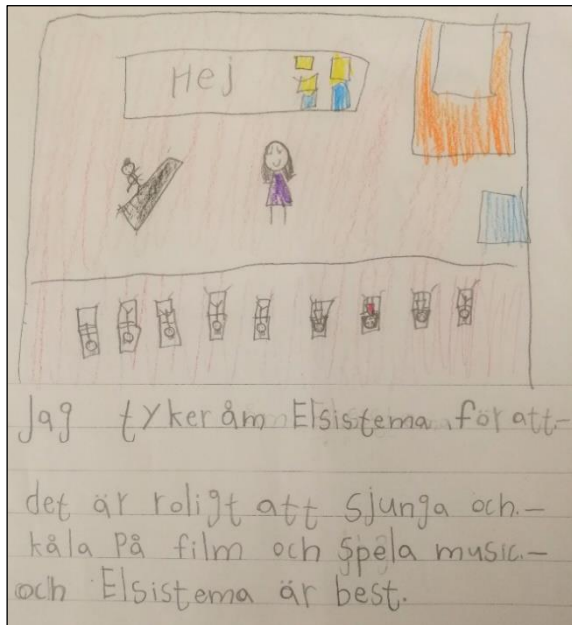 Hej
Jag tyker åm Elsistema för att-
det är roligt att sjunga och.-
kåla på film och spela music.-
och Elsistema är best.